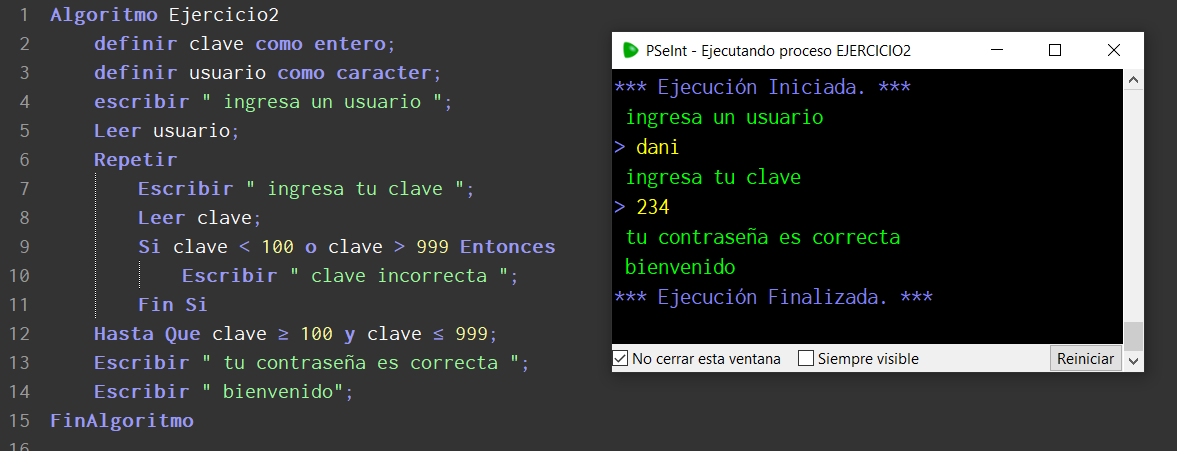 1 Algoritmo Ejercicio2
2 definir clave como entero;
3 definir usuario como caracter;
4 escribir " ingresa un usuario ";
5 Leer usuario;
6 Repetir
7 Escribir " ingresa tu clave ";
8 Leer clave;
9 Si clave < 100 o clave > 999 Entonces
10 Escribir " clave incorrecta ";
11 Fin Si
12 Hasta Que clave ≥ 100 y clave ≤ 999;
13 Escribir " tu contraseña es correcta ";
14 Escribir " bienvenido";
15 FinAlgoritmo
16
PSeInt - Ejecutando proceso EJERCICIO2
*** Ejecución Iniciada. ***
ingresa un usuario
> dani
ingresa tu clave
> 234
tu contraseña es correcta
bienvenido
*** Ejecución Finalizada. ***
No cerrar esta ventana
Siempre visible
Reiniciar